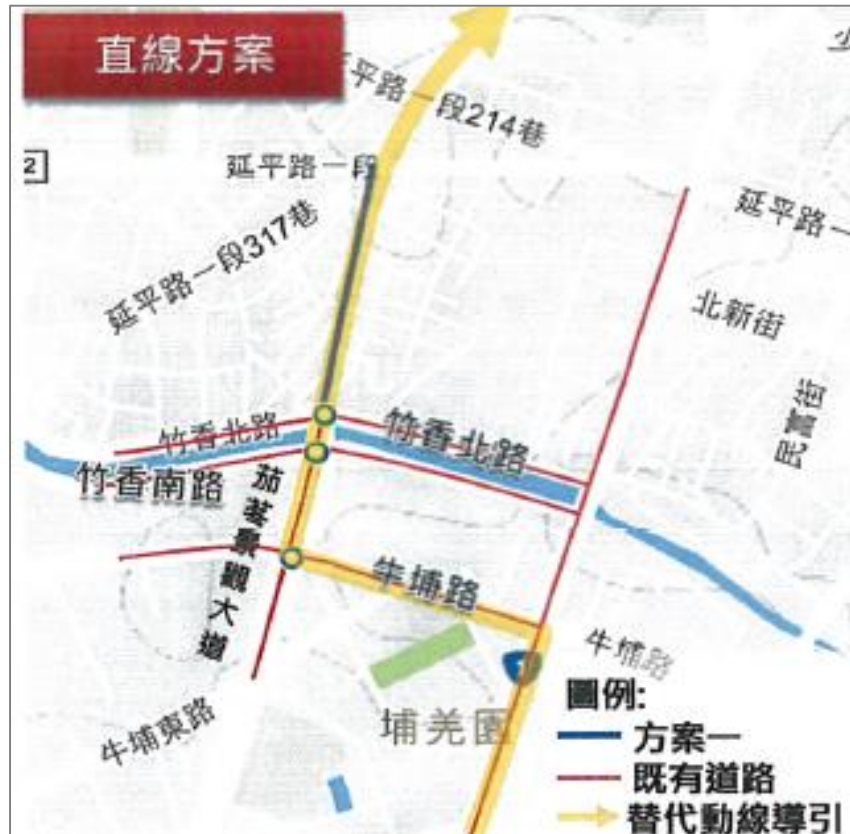 直線方案
延平路一段214巷
2
延平路一段
延平路一段317巷
延平路一
北新街
民富街
竹香北路
竹香北路
竹香南路
茄苳景觀大道
牛埔路
牛埔路
牛埔東路
埔羌園
圖例:
方案一
既有道路
替代動線導引